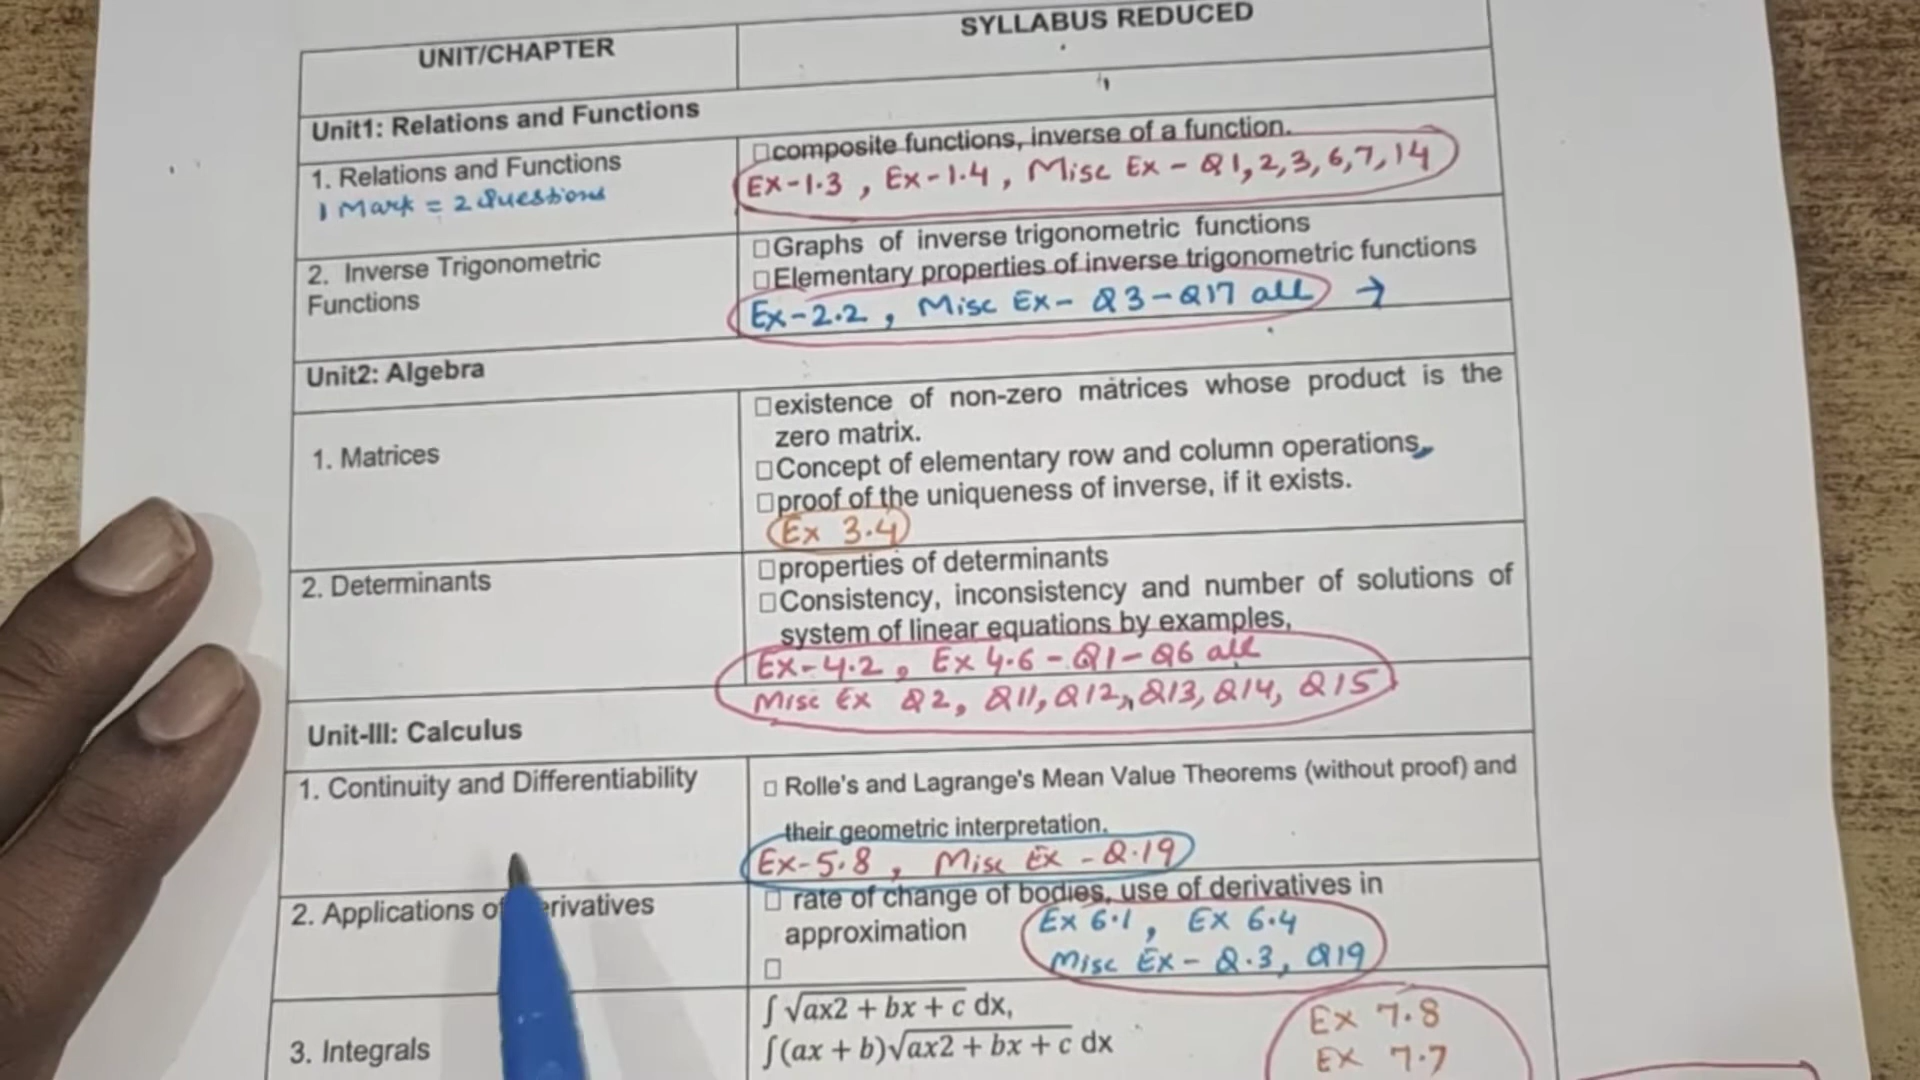 UNIT/CHAPTER
SYLLABUS REDUCED
Unit1: Relations and Functions
1. Relations and Functions
1 Mark = 2 Questions
□composite functions, inverse of a function.
Ex-1.3, Ex-1.4, Misc Ex - Q1,2,3,6,7,14
2. Inverse Trigonometric
Functions
□Graphs of inverse trigonometric functions
□Elementary properties of inverse trigonometric functions
Ex-2.2, Misc Ex- Q3-Q17 all →
Unit2: Algebra
1. Matrices
□existence of non-zero matrices whose product is the
zero matrix.
□Concept of elementary row and column operations,
□proof of the uniqueness of inverse, if it exists.
Ex 3.4
2. Determinants
□properties of determinants
□Consistency, inconsistency and number of solutions of
system of linear equations by examples,
Ex-4.2, Ex 4.6-Q1-Q6 all
Misc Ex Q2, Q11, Q12, Q13, Q14, Q15
Unit-III: Calculus
1. Continuity and Differentiability
□ Rolle's and Lagrange's Mean Value Theorems (without proof) and
their geometric interpretation.
Ex-5.8, Misc Ex -Q.19
2. Applications of erivatives
□ rate of change of bodies, use of derivatives in
approximation
□
Ex 6.1, Ex 6.4
Misc Ex- Q.3, Q19
3. Integrals
∫√ax2 + bx + c dx,
∫(ax + b)√ax2 + bx + c dx
Ex 7.8
Ex 7.7